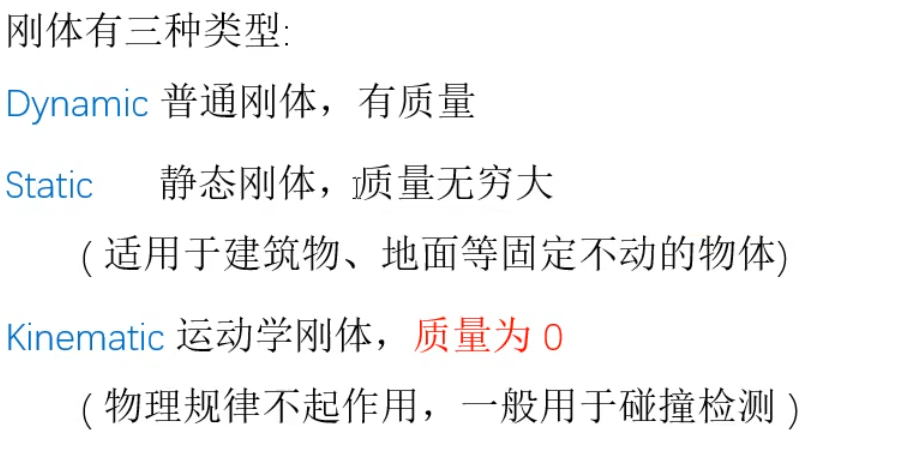 刚体有三种类型:
Dynamic 普通刚体，有质量
Static 静态刚体，质量无穷大
( 适用于建筑物、地面等固定不动的物体)
Kinematic 运动学刚体，质量为 0
( 物理规律不起作用，一般用于碰撞检测 )